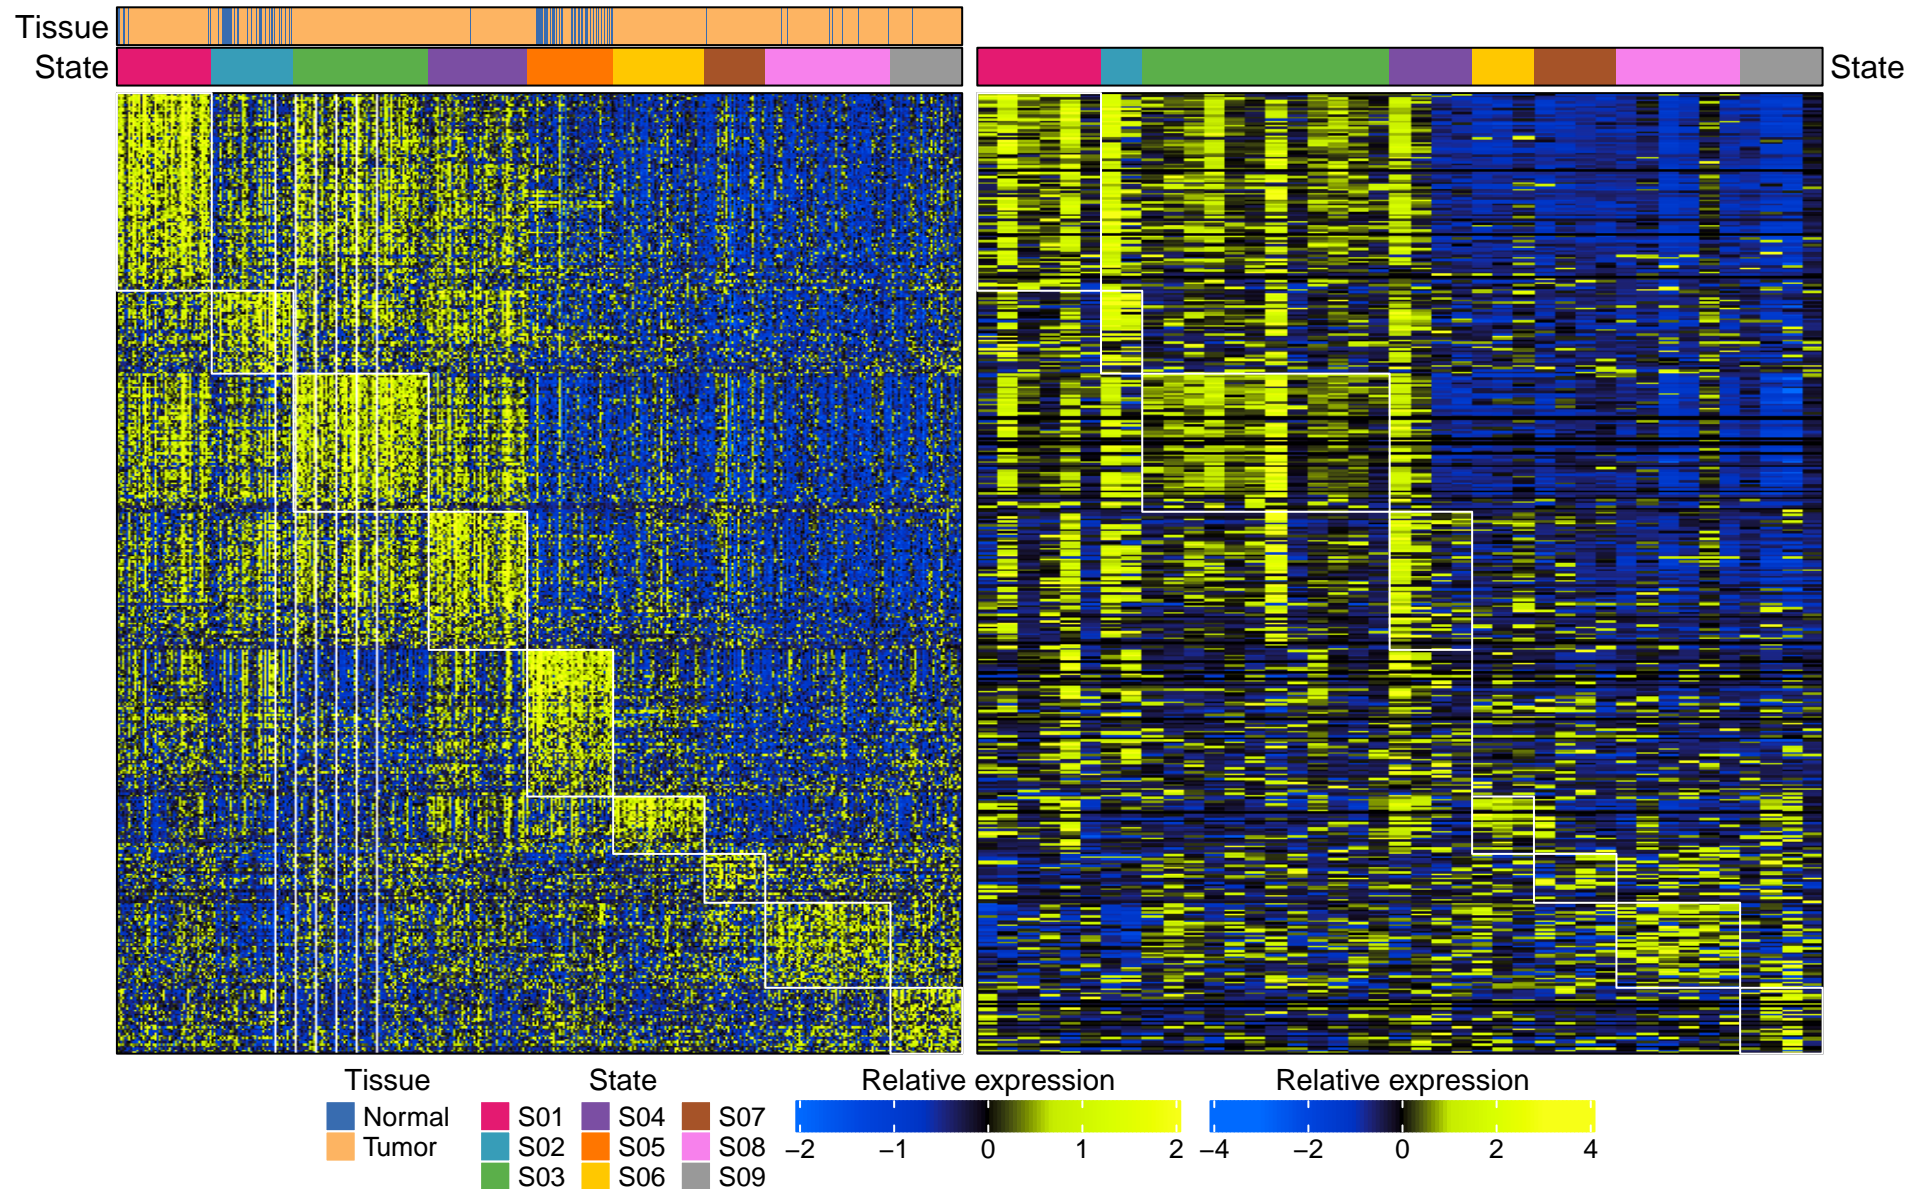 Tissue
State
State
Tissue State Relative expression Relative expression
Normal S01 S04 S07
Tumor S02 S05 S08
S03 S06 S09
−2 −1 0 1 2
−4 −2 0 2 4